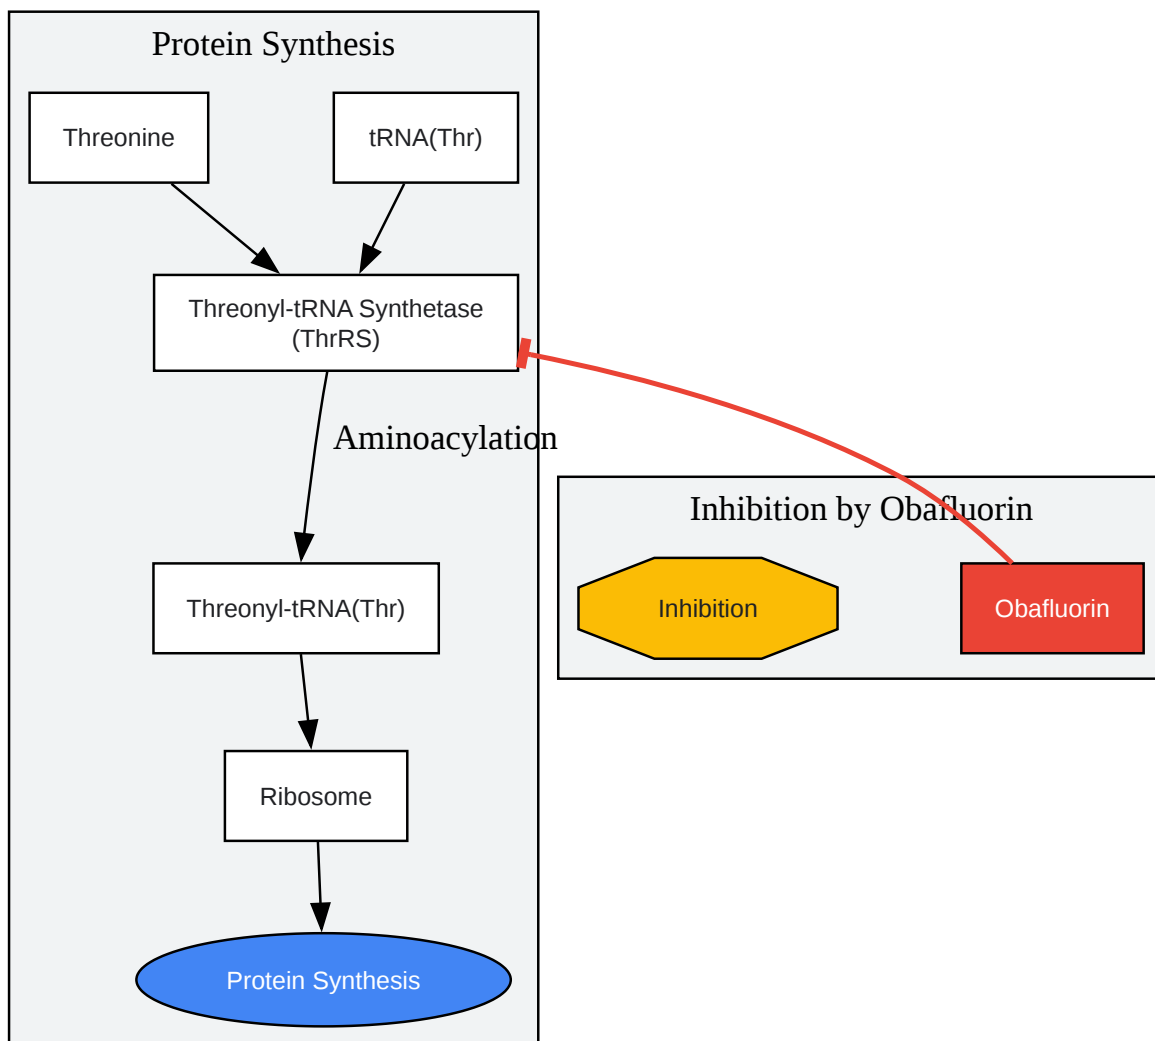 Protein Synthesis
Threonine
tRNA(Thr)
Threonyl-tRNA Synthetase
(ThrRS)
Aminoacylation
Inhibition by Obafluorin
Inhibition
Obafluorin
Threonyl-tRNA(Thr)
Ribosome
Protein Synthesis